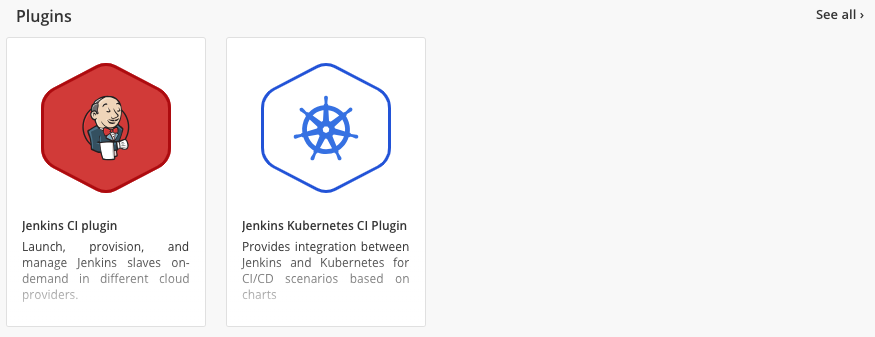 Plugins
See all ›
Jenkins CI plugin
Launch, provision, and
manage Jenkins slaves on-
demand in different cloud
providers.
Jenkins Kubernetes CI Plugin
Provides integration between
Jenkins and Kubernetes for
CI/CD scenarios based on
charts